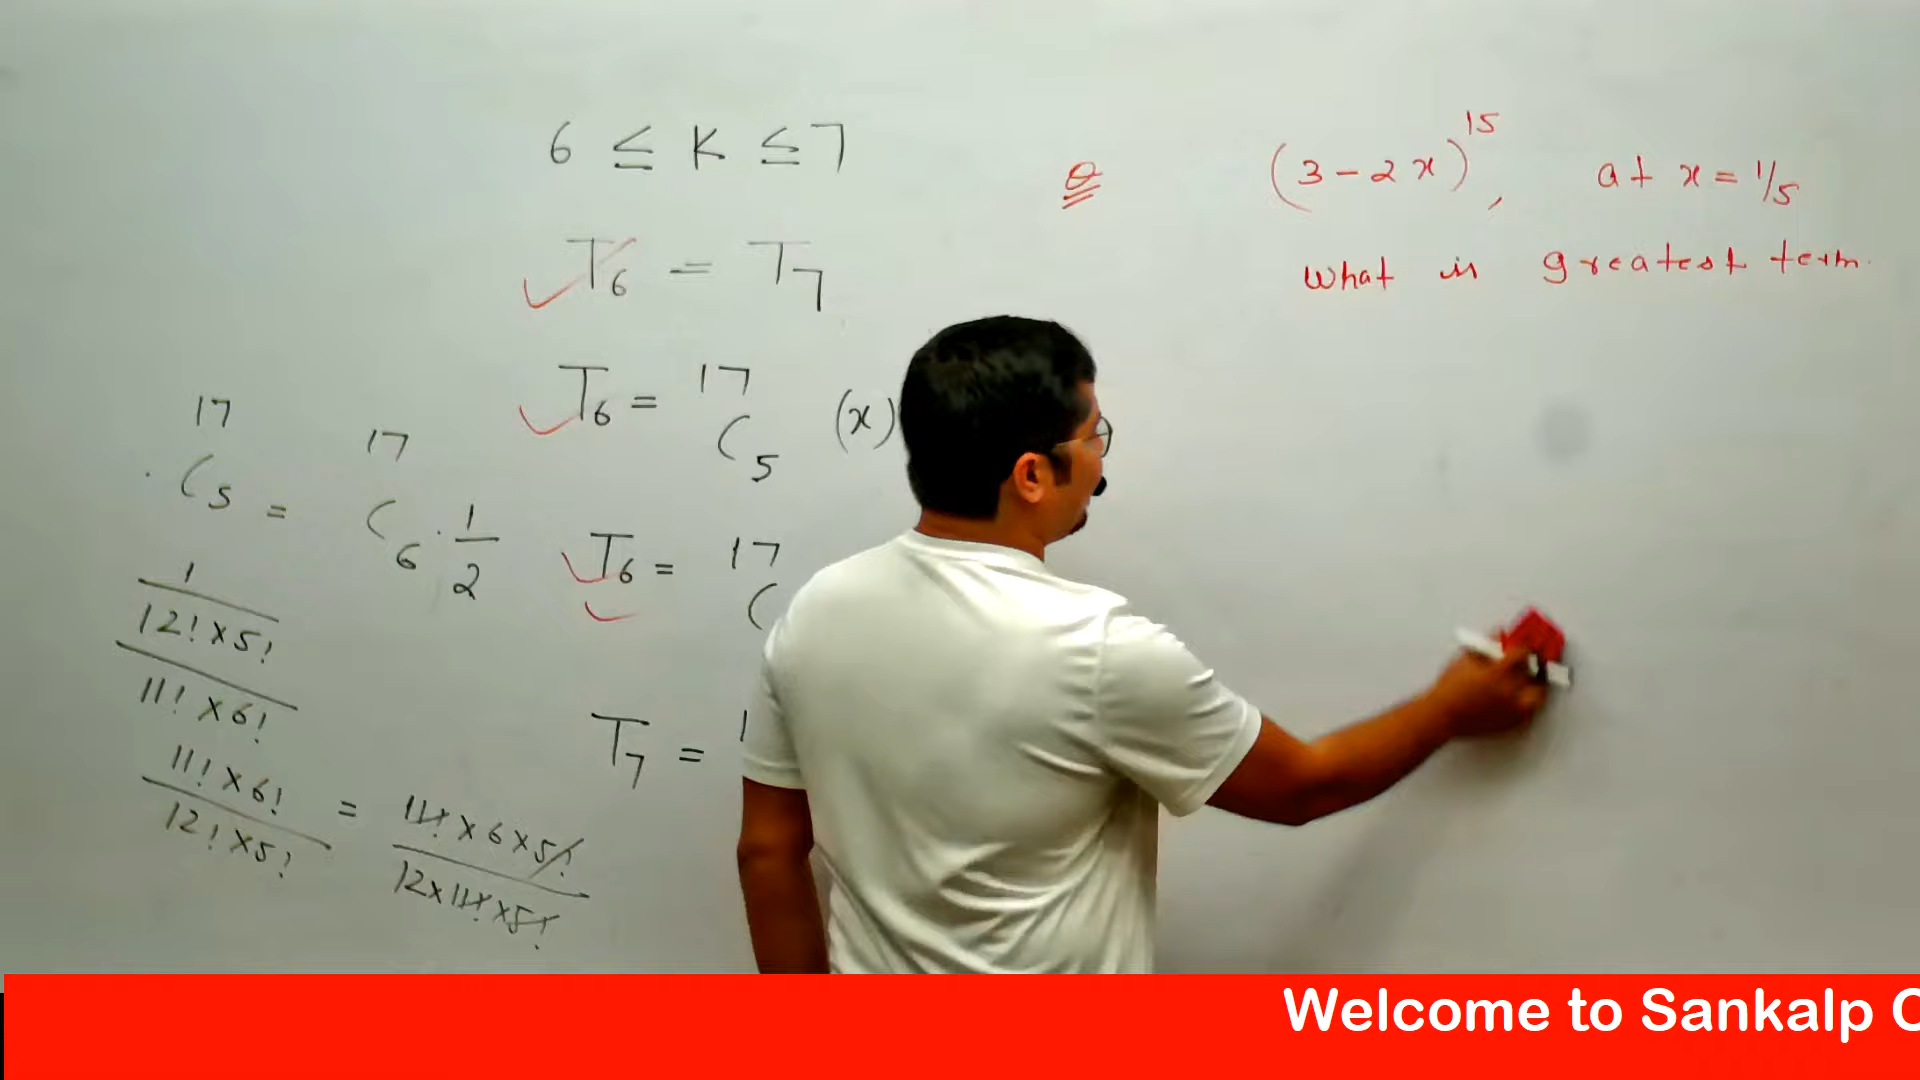 6 ≤ K ≤ 7
T₆ = T₇
T₆ = ¹⁷C₅ (x)
¹⁷C₅ = ¹⁷C₆ · 1/2
T₆ = ¹⁷C
1
12! × 5!
11! × 6!
T₇ =
11! × 6! / 12! × 5! = 11! × 6 × 5! / 12 × 11! × 5!
Q (3 - 2x)¹⁵, at x = 1/5
What is greatest term.
Welcome to Sankalp